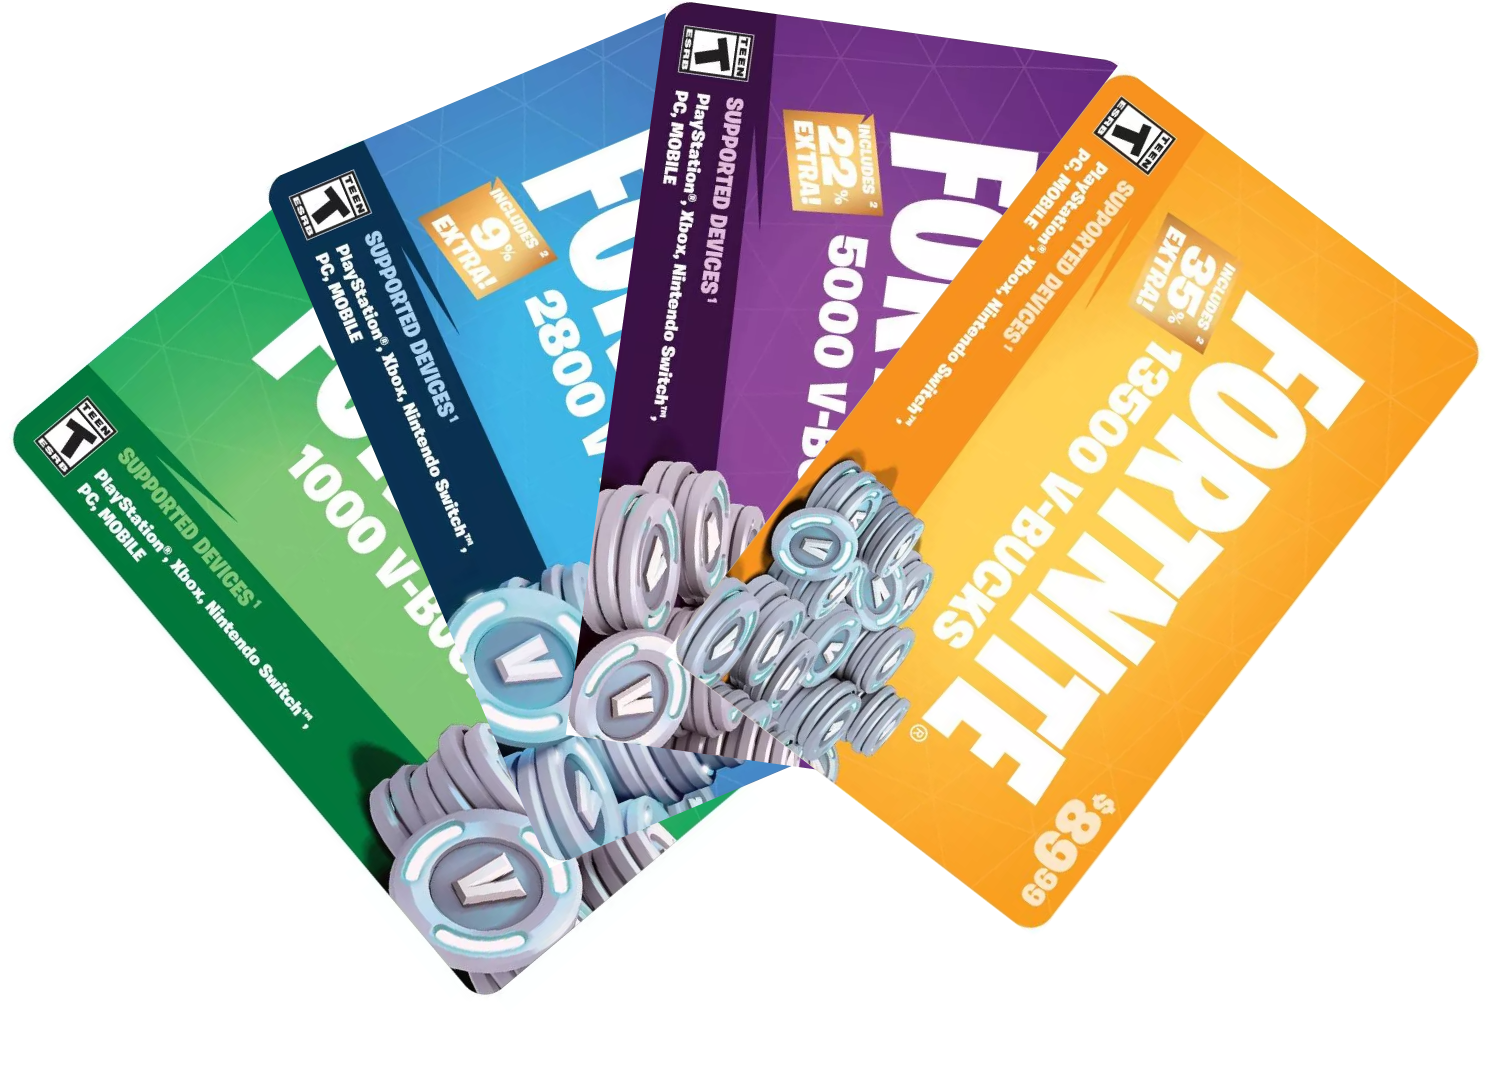 TEEN
T
ESRB
SUPPORTED DEVICES¹
PlayStation®, Xbox, Nintendo Switch™,
PC, MOBILE
1000 V-BU
TEEN
T
ESRB
SUPPORTED DEVICES¹
PlayStation®, Xbox, Nintendo Switch™,
PC, MOBILE
INCLUDES ²
9%
EXTRA!
FO
2800 V
TEEN
T
ESRB
SUPPORTED DEVICES¹
PlayStation®, Xbox, Nintendo Switch™,
PC, MOBILE
INCLUDES ²
22%
EXTRA!
FOR
5000 V-B
TEEN
T
ESRB
SUPPORTED DEVICES¹
PlayStation®, Xbox, Nintendo Switch™,
PC, MOBILE
INCLUDES ²
35%
EXTRA!
FORTNITE®
13500 V-BUCKS
$89.99